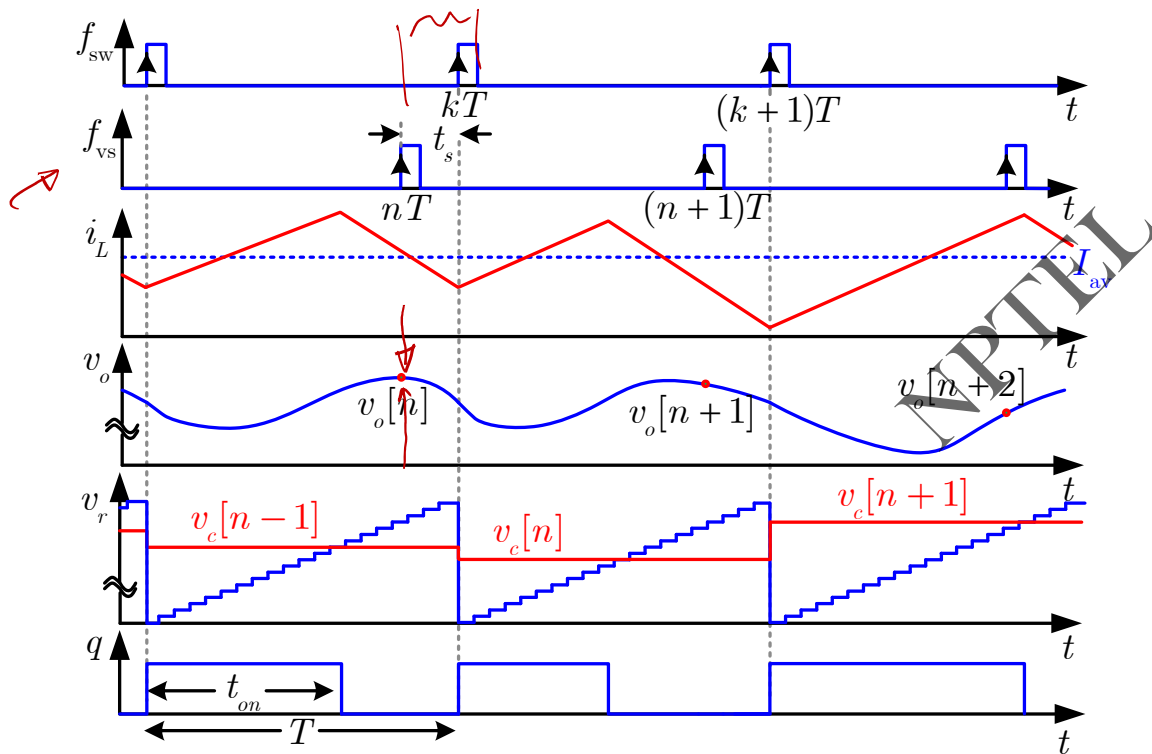 f_sw
kT
(k + 1)T
t
f_vs
t_s
nT
(n + 1)T
t
i_L
I_av
t
v_o
v_o[n]
v_o[n + 1]
v_o[n + 2]
t
v_r
v_c[n − 1]
v_c[n]
v_c[n + 1]
t
q
t_on
T
t
NPTEL